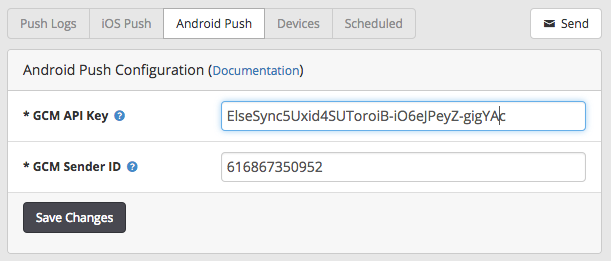 Push Logs iOS Push Android Push Devices Scheduled Send
Android Push Configuration (Documentation)
* GCM API Key ? ElseSync5Uxid4SUToroiB-iO6eJPeyZ-gigYAc
* GCM Sender ID ? 616867350952
Save Changes